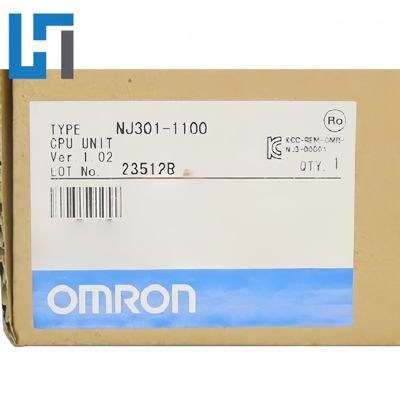 TYPE NJ301-1100
CPU UNIT
Ver.1.02
LOT No. 23512B
Ro
KCC-REM-OMR-
NJ3-00001
QTY. 1
OMRON